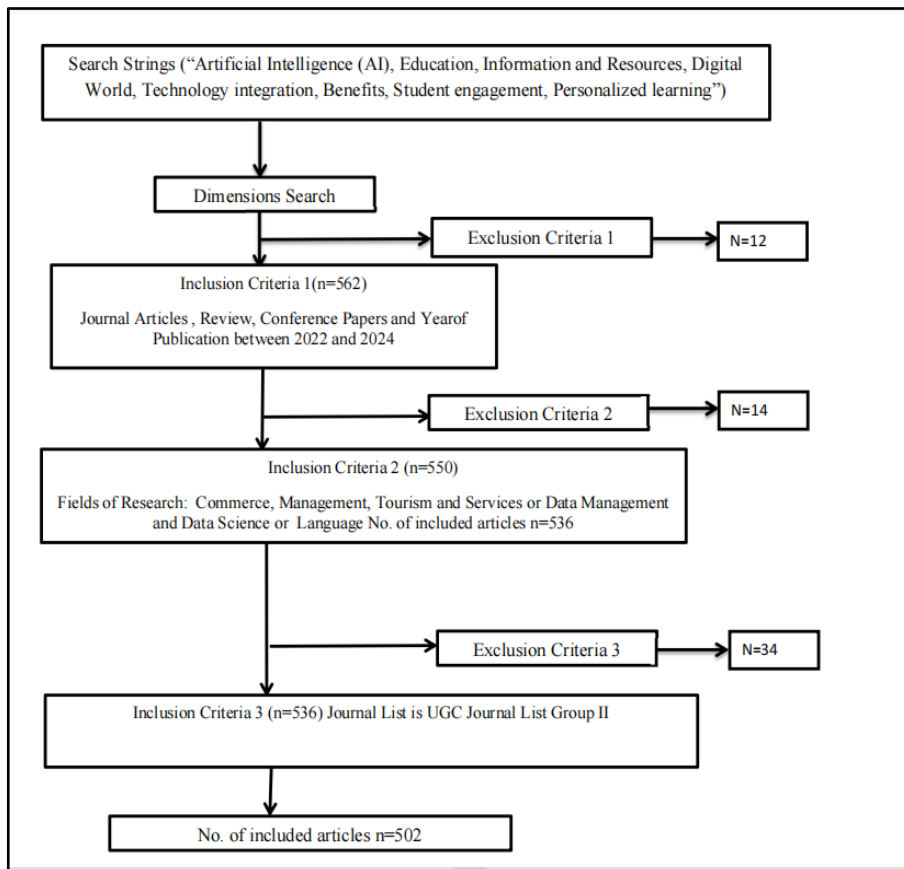 Search Strings (“Artificial Intelligence (AI), Education, Information and Resources, Digital
World, Technology integration, Benefits, Student engagement, Personalized learning”)
Dimensions Search
Exclusion Criteria 1
N=12
Inclusion Criteria 1(n=562)
Journal Articles , Review, Conference Papers and Yearof
Publication between 2022 and 2024
Exclusion Criteria 2
N=14
Inclusion Criteria 2 (n=550)
Fields of Research:  Commerce, Management, Tourism and Services or Data Management
and Data Science or  Language No. of included articles n=536
Exclusion Criteria 3
N=34
Inclusion Criteria 3 (n=536) Journal List is UGC Journal List Group II
No. of included articles n=502